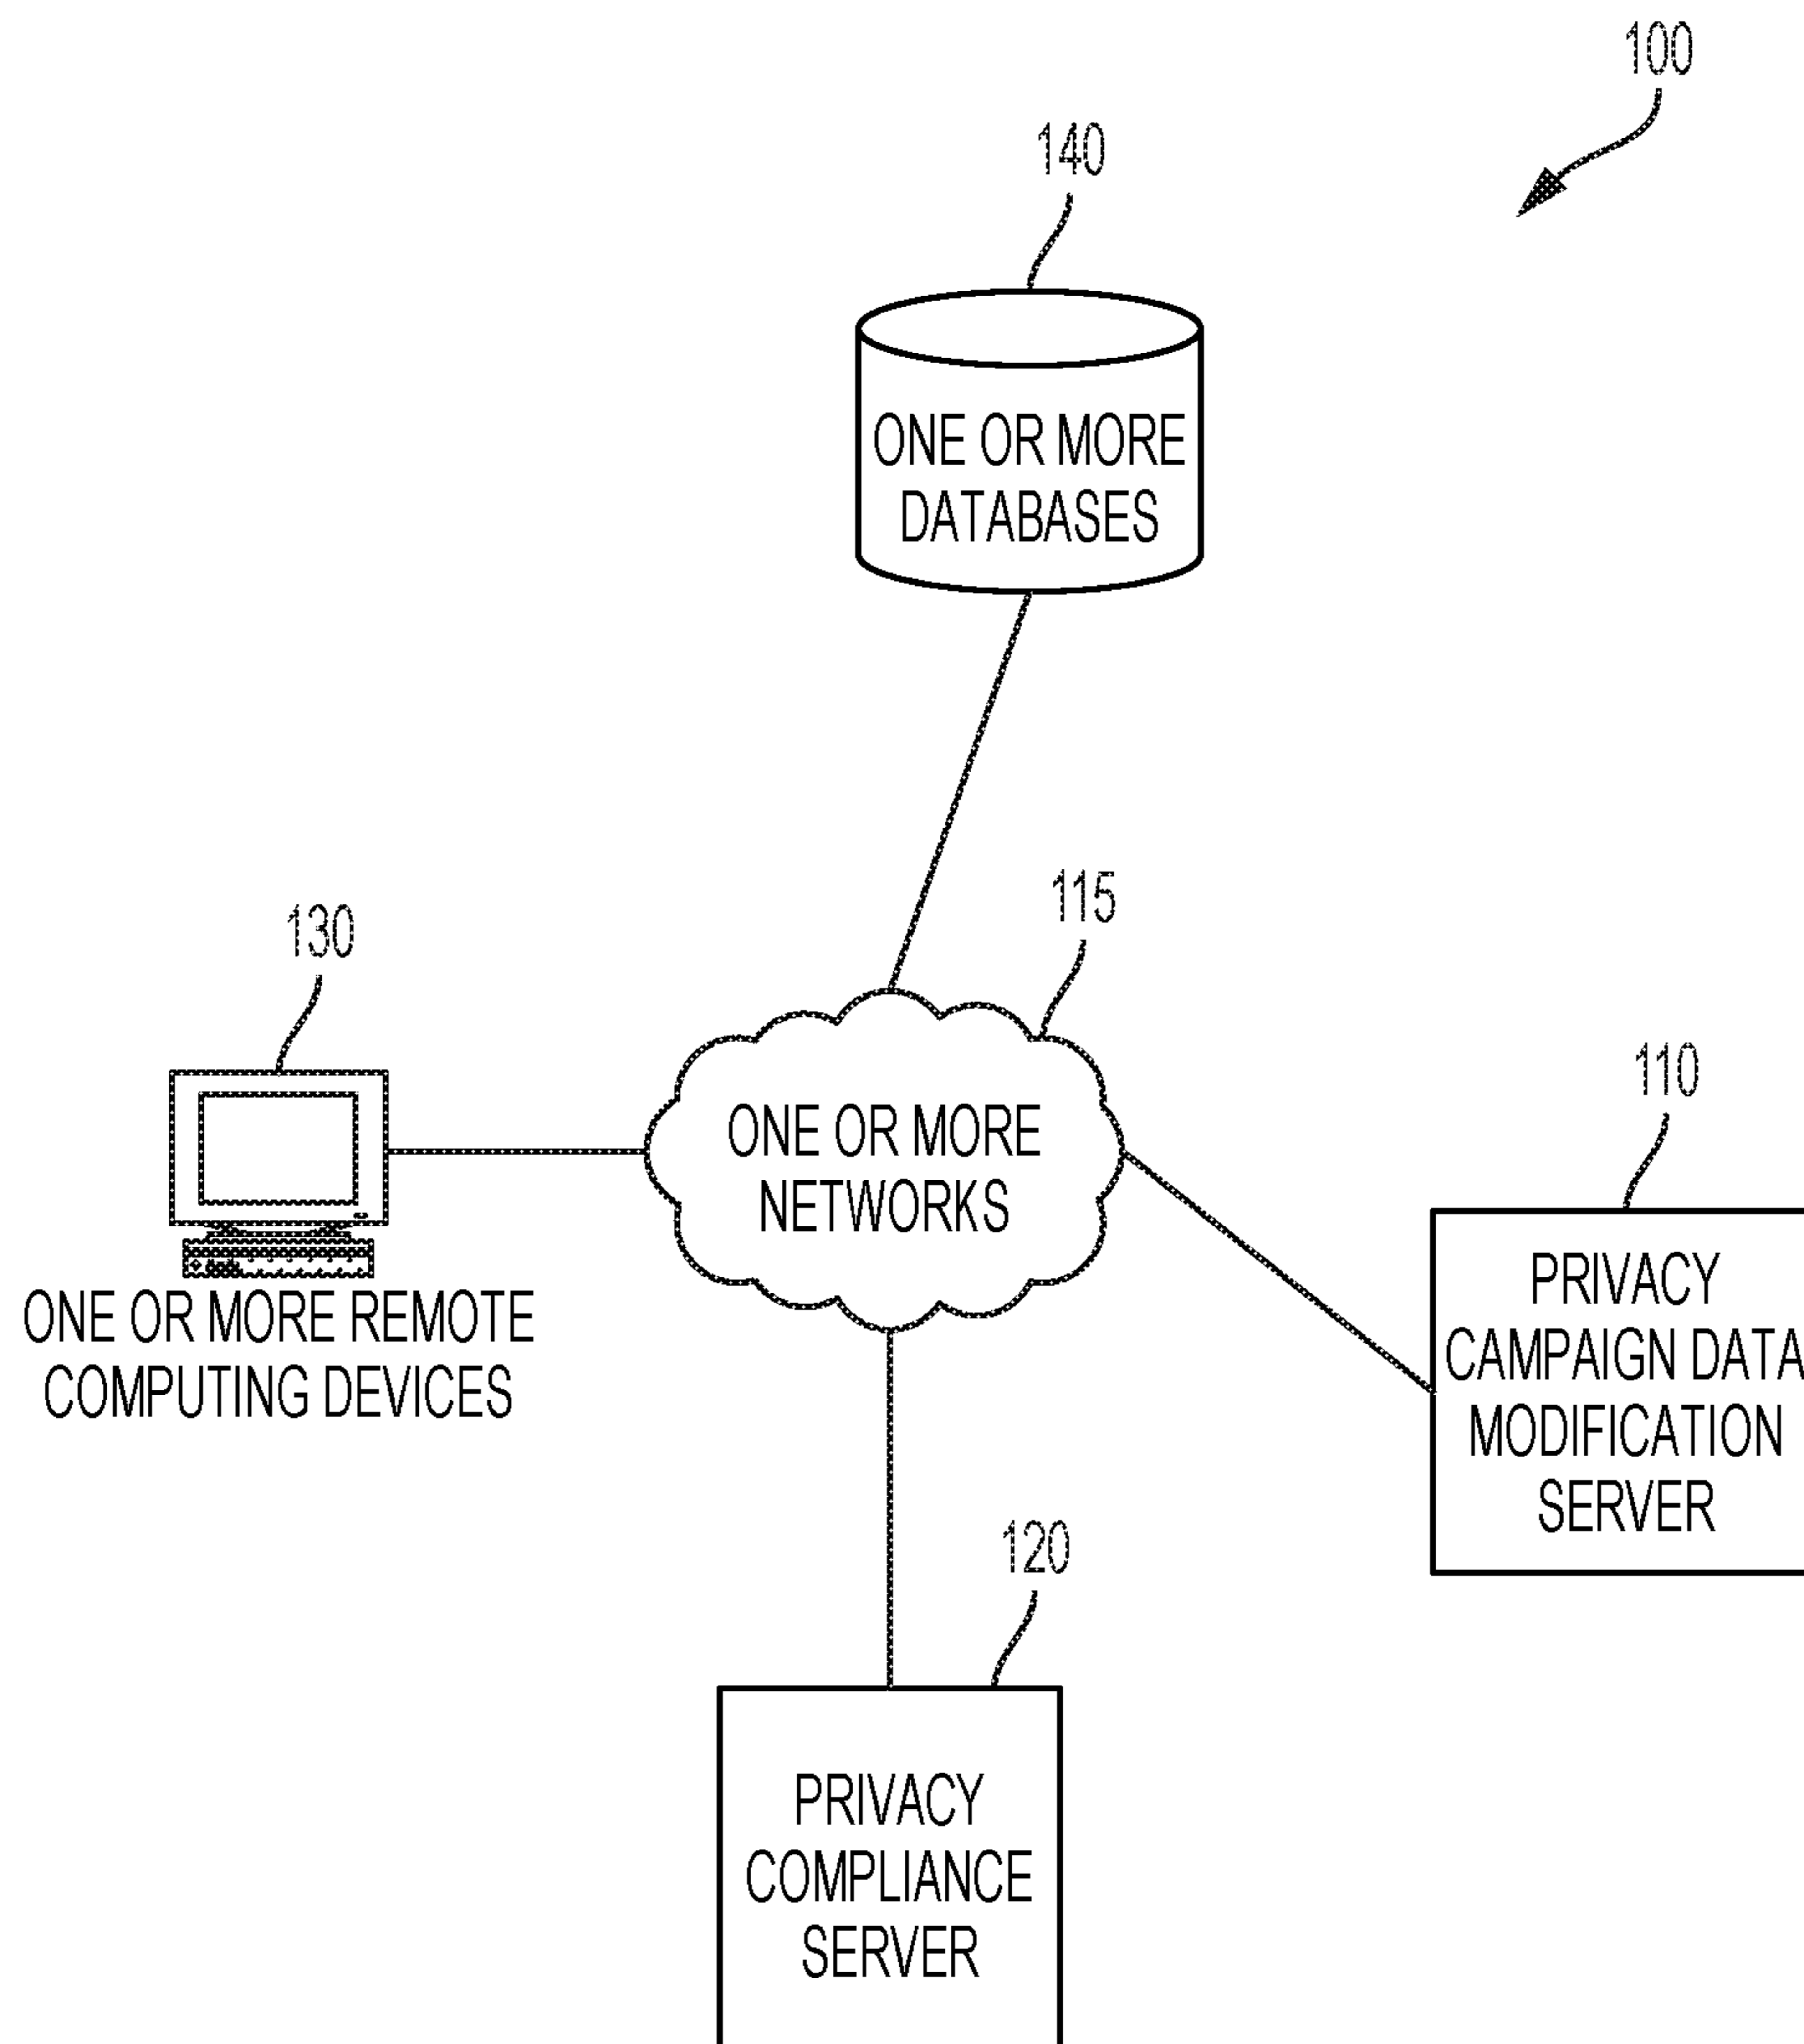 100
140
ONE OR MORE
DATABASES
115
130
ONE OR MORE
NETWORKS
110
ONE OR MORE REMOTE
COMPUTING DEVICES
PRIVACY
CAMPAIGN DATA
MODIFICATION
SERVER
120
PRIVACY
COMPLIANCE
SERVER